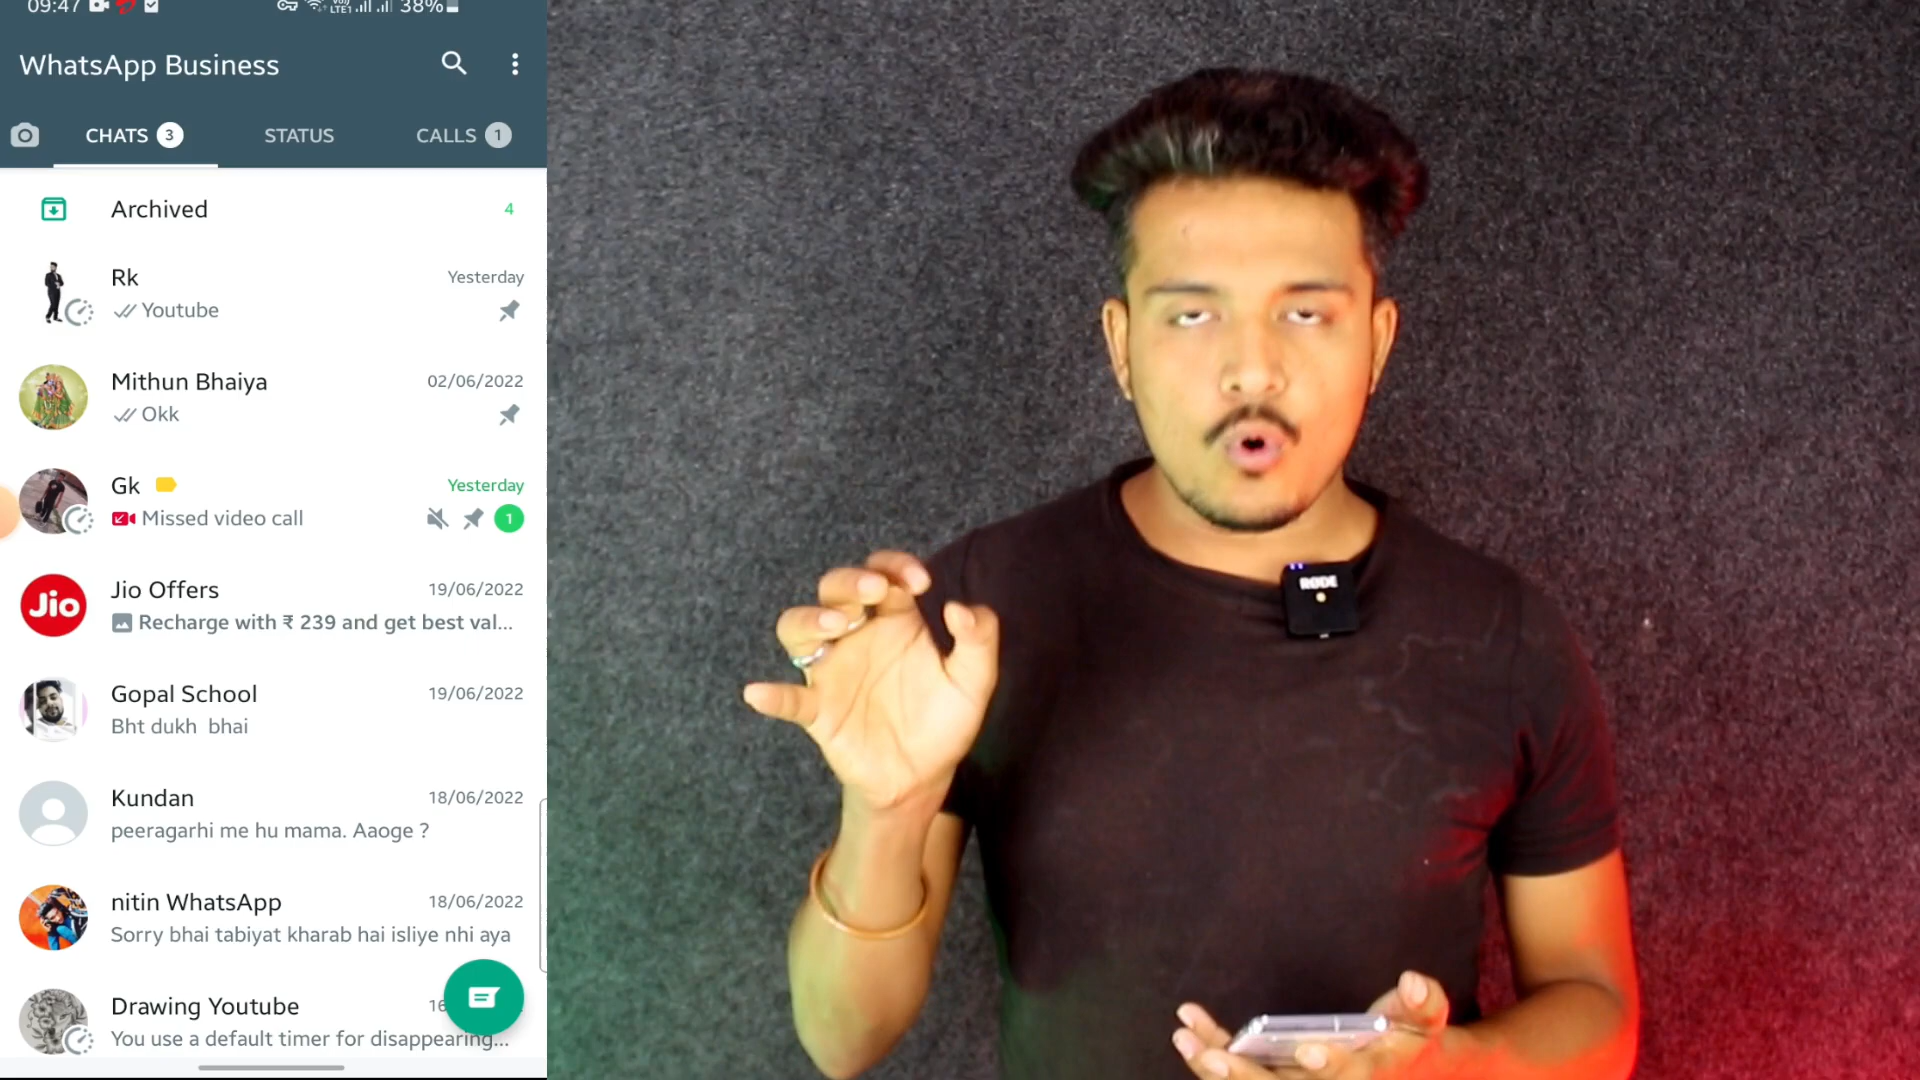 09:47 38%
WhatsApp Business
CHATS 3 STATUS CALLS 1
Archived 4
Rk Yesterday
Youtube
Mithun Bhaiya 02/06/2022
Okk
Gk Yesterday
Missed video call 1
Jio
Jio Offers 19/06/2022
Recharge with ₹ 239 and get best val...
Gopal School 19/06/2022
Bht dukh bhai
Kundan 18/06/2022
peeragarhi me hu mama. Aaoge ?
nitin WhatsApp 18/06/2022
Sorry bhai tabiyat kharab hai isliye nhi aya
Drawing Youtube
You use a default timer for disappearing...
RODE